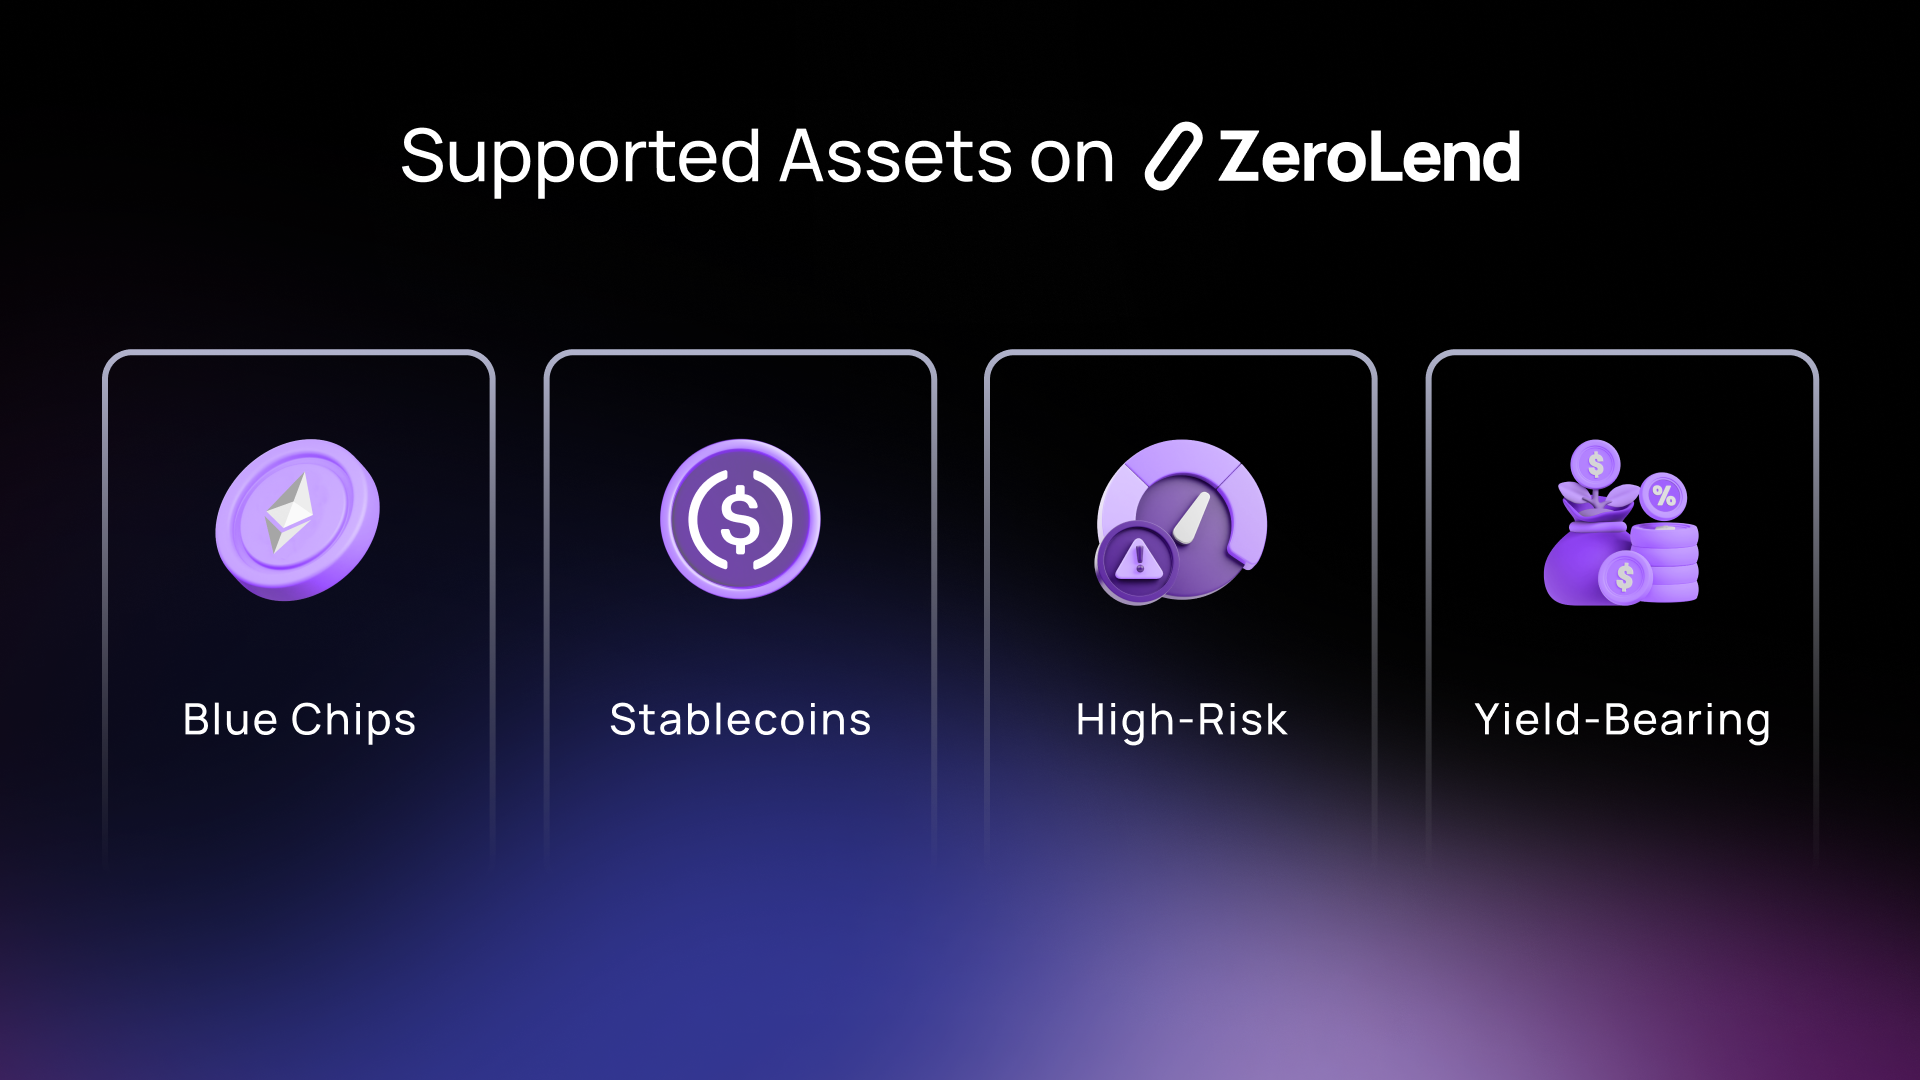 Supported Assets on ZeroLend
Blue Chips
Stablecoins
High-Risk
Yield-Bearing